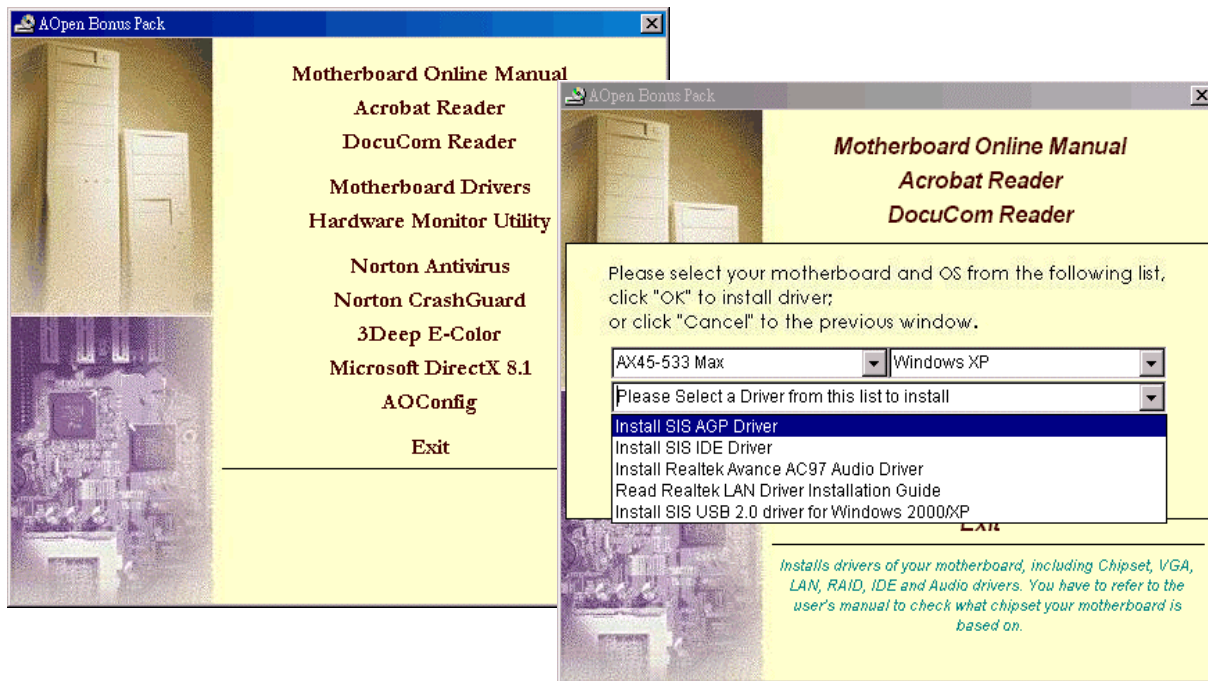 AOpen Bonus Pack
Motherboard Online Manual
Acrobat Reader
DocuCom Reader
Motherboard Drivers
Hardware Monitor Utility
Norton Antivirus
Norton CrashGuard
3Deep E-Color
Microsoft DirectX 8.1
AOConfig
Exit
AOpen Bonus Pack
Motherboard Online Manual
Acrobat Reader
DocuCom Reader
Please select your motherboard and OS from the following list,
click "OK" to install driver;
or click "Cancel" to the previous window.
AX45-533 Max
Windows XP
Please Select a Driver from this list to install
Install SIS AGP Driver
Install SIS IDE Driver
Install Realtek Avance AC97 Audio Driver
Read Realtek LAN Driver Installation Guide
Install SIS USB 2.0 driver for Windows 2000/XP
Exit
Installs drivers of your motherboard, including Chipset, VGA,
LAN, RAID, IDE and Audio drivers. You have to refer to the
user's manual to check what chipset your motherboard is
based on.